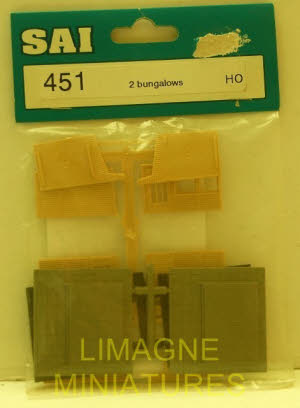 SAI
451 2 bungalows HO
LIMAGNE
MINIATURES